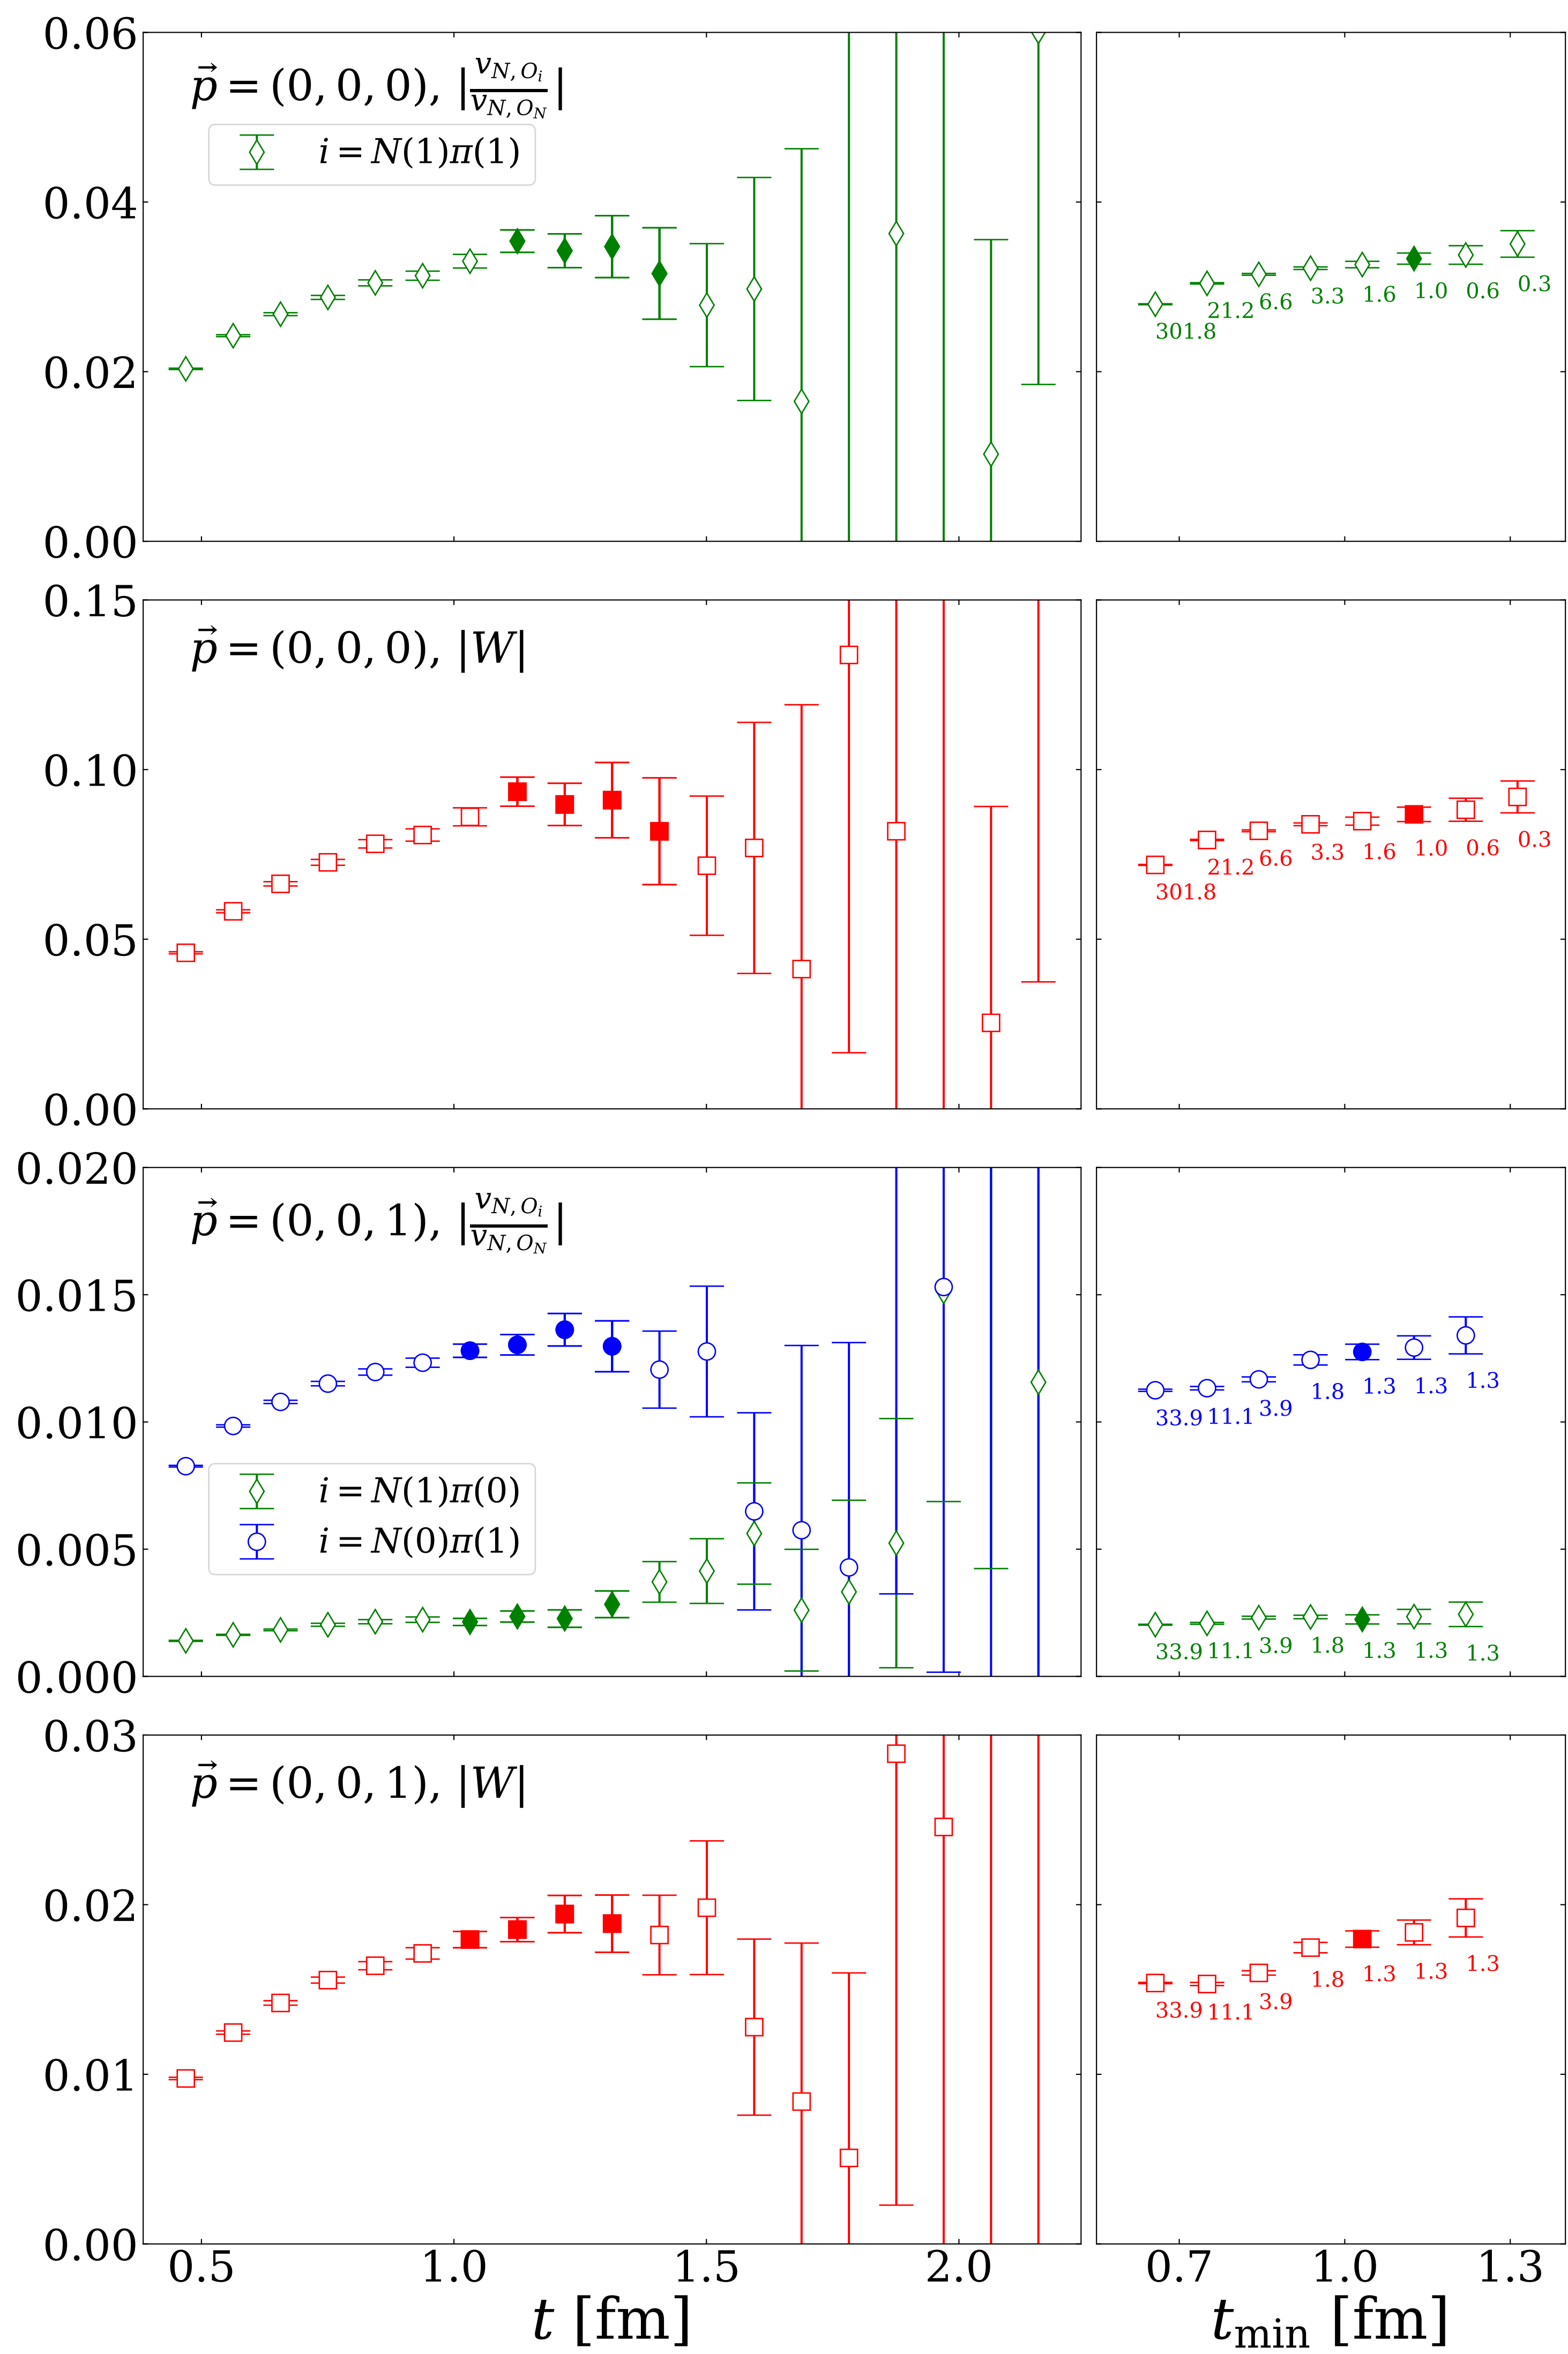 0.06
0.04
0.02
0.00
p⃗ = (0, 0, 0), |v_{N, O_i} / v_{N, O_N}|
i = N(1)π(1)
301.8 21.2 6.6 3.3 1.6 1.0 0.6 0.3
0.15
0.10
0.05
0.00
p⃗ = (0, 0, 0), |W|
301.8 21.2 6.6 3.3 1.6 1.0 0.6 0.3
0.020
0.015
0.010
0.005
0.000
p⃗ = (0, 0, 1), |v_{N, O_i} / v_{N, O_N}|
i = N(1)π(0)
i = N(0)π(1)
33.9 11.1 3.9 1.8 1.3 1.3 1.3
33.9 11.1 3.9 1.8 1.3 1.3 1.3
0.03
0.02
0.01
0.00
p⃗ = (0, 0, 1), |W|
33.9 11.1 3.9 1.8 1.3 1.3 1.3
0.5 1.0 1.5 2.0
t [fm]
0.7 1.0 1.3
t_min [fm]